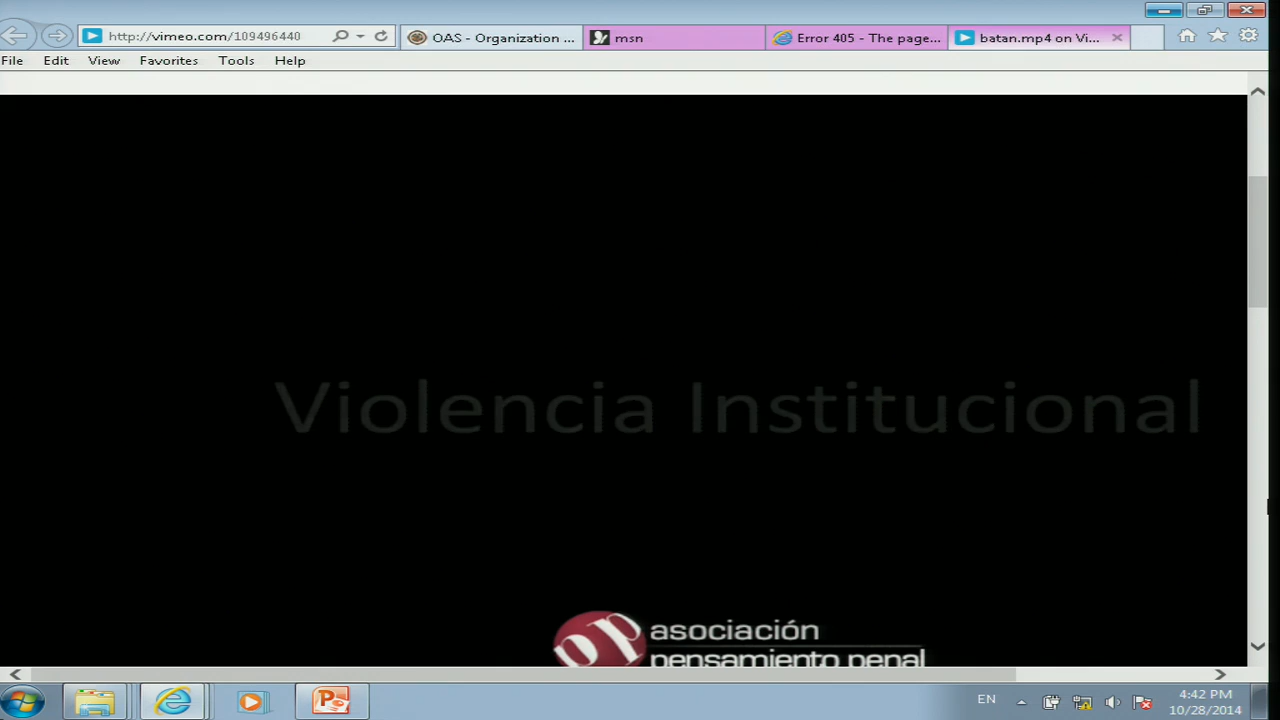 http://vimeo.com/109496440
OAS - Organization ...
msn
Error 405 - The page...
batan.mp4 on Vi...
File Edit View Favorites Tools Help
Violencia Institucional
op asociación
pensamiento penal
EN
4:42 PM
10/28/2014